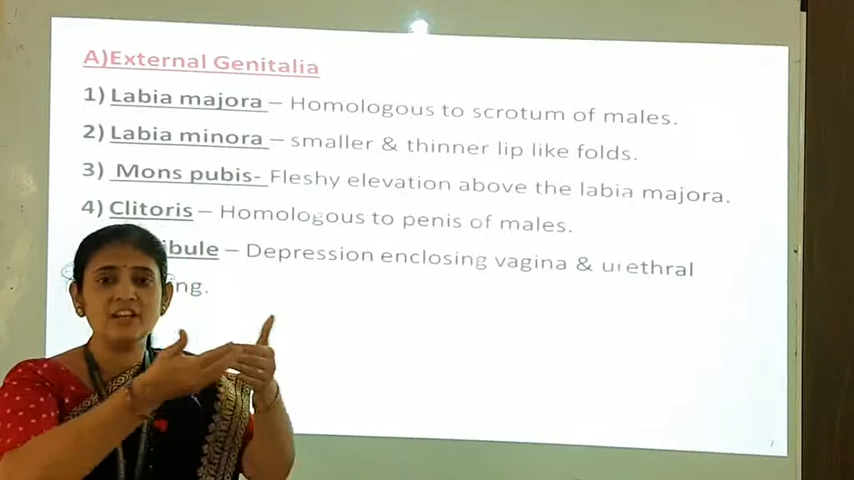 A)External Genitalia
1) Labia majora – Homologous to scrotum of males.
2) Labia minora – smaller & thinner lip like folds.
3) Mons pubis- Fleshy elevation above the labia majora.
4) Clitoris – Homologous to penis of males.
ibule – Depression enclosing vagina & urethral
ng.